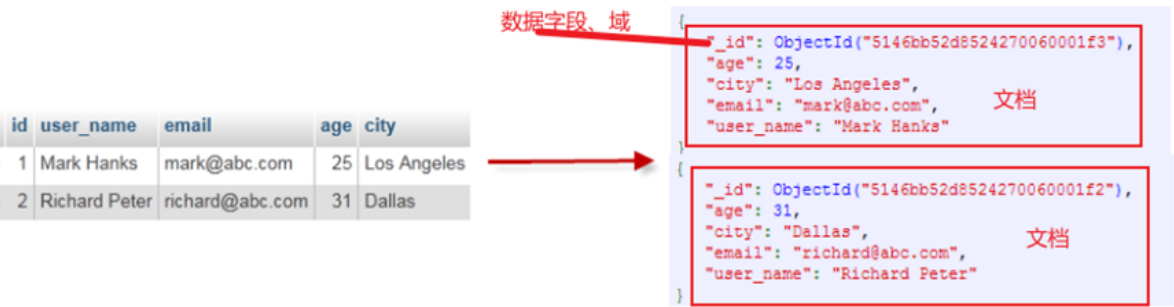 数据字段、域
id user_name email age city
1 Mark Hanks mark@abc.com 25 Los Angeles
2 Richard Peter richard@abc.com 31 Dallas
{
"_id": ObjectId("5146bb52d8524270060001f3"),
"age": 25,
"city": "Los Angeles",
"email": "mark@abc.com",
"user_name": "Mark Hanks"
文档
}
{
"_id": ObjectId("5146bb52d8524270060001f2"),
"age": 31,
"city": "Dallas",
"email": "richard@abc.com",
"user_name": "Richard Peter"
文档
}